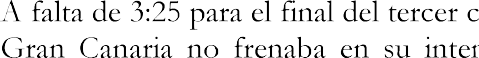 A falta de 3:25 para el final del tercer c
Gran Canaria no frenaba en su inter